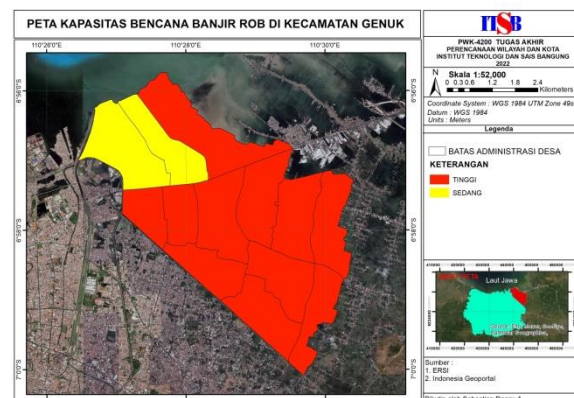 PETA KAPASITAS BENCANA BANJIR ROB DI KECAMATAN GENUK
110°26'0"E 110°28'0"E 110°30'0"E
6°56'0"S 6°56'0"S
6°58'0"S 6°58'0"S
7°0'0"S 7°0'0"S
ITSB
PWK-4200 TUGAS AKHIR
PERENCANAAN WILAYAH DAN KOTA
INSTITUT TEKNOLOGI DAN SAIS BANGUNG
2022
N Skala 1:52,000
0 0.3 0.6 1.2 1.8 2.4
Kilometers
Coordinate System : WGS 1984 UTM Zone 49s
Datum : WGS 1984
Units : Meters
Legenda
BATAS ADMINISTRASI DESA
KETERANGAN
TINGGI
SEDANG
Laut Jawa
Sumber :
1. ERSI
2. Indonesia Geoportal